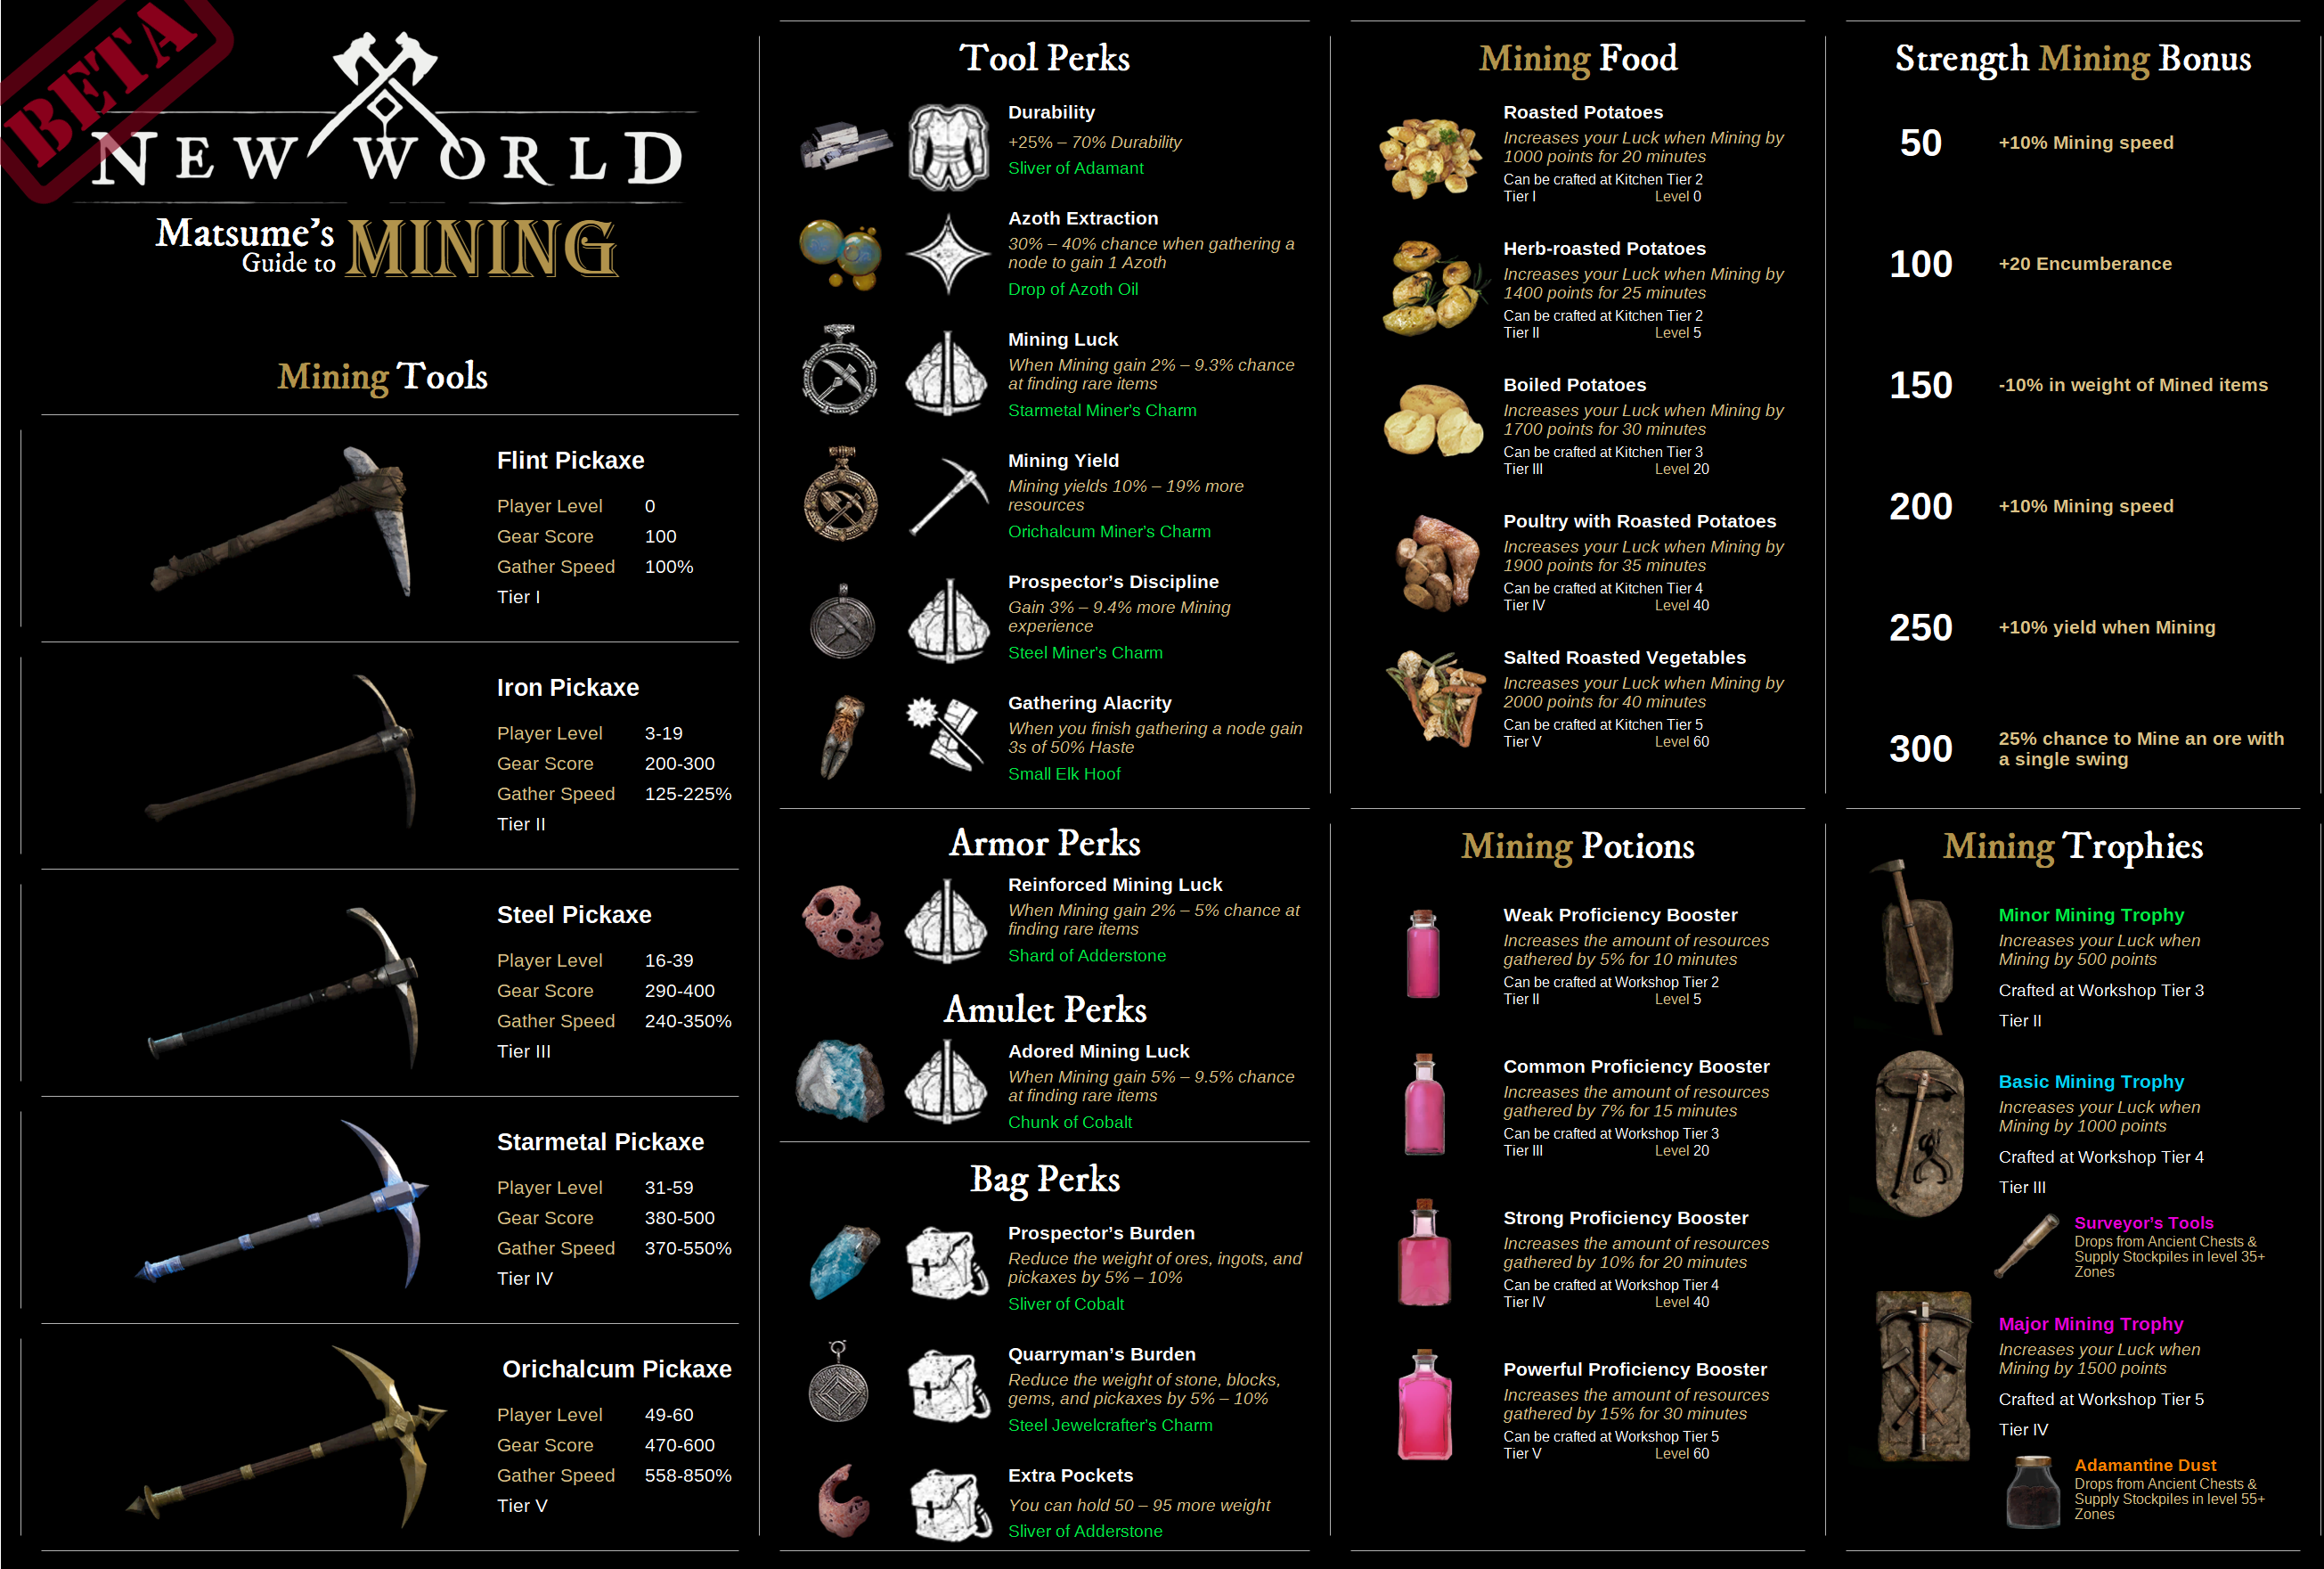 BETA
NEW WORLD
Matsume's
Guide to
MINING
Mining Tools
Flint Pickaxe
Player Level 0
Gear Score 100
Gather Speed 100%
Tier I
Iron Pickaxe
Player Level 3-19
Gear Score 200-300
Gather Speed 125-225%
Tier II
Steel Pickaxe
Player Level 16-39
Gear Score 290-400
Gather Speed 240-350%
Tier III
Starmetal Pickaxe
Player Level 31-59
Gear Score 380-500
Gather Speed 370-550%
Tier IV
Orichalcum Pickaxe
Player Level 49-60
Gear Score 470-600
Gather Speed 558-850%
Tier V
Tool Perks
Durability
+25% – 70% Durability
Sliver of Adamant
Azoth Extraction
30% – 40% chance when gathering a
node to gain 1 Azoth
Drop of Azoth Oil
Mining Luck
When Mining gain 2% – 9.3% chance
at finding rare items
Starmetal Miner's Charm
Mining Yield
Mining yields 10% – 19% more
resources
Orichalcum Miner's Charm
Prospector's Discipline
Gain 3% – 9.4% more Mining
experience
Steel Miner's Charm
Gathering Alacrity
When you finish gathering a node gain
3s of 50% Haste
Small Elk Hoof
Armor Perks
Reinforced Mining Luck
When Mining gain 2% – 5% chance at
finding rare items
Shard of Adderstone
Amulet Perks
Adored Mining Luck
When Mining gain 5% – 9.5% chance
at finding rare items
Chunk of Cobalt
Bag Perks
Prospector's Burden
Reduce the weight of ores, ingots, and
pickaxes by 5% – 10%
Sliver of Cobalt
Quarryman's Burden
Reduce the weight of stone, blocks,
gems, and pickaxes by 5% – 10%
Steel Jewelcrafter's Charm
Extra Pockets
You can hold 50 – 95 more weight
Sliver of Adderstone
Mining Food
Roasted Potatoes
Increases your Luck when Mining by
1000 points for 20 minutes
Can be crafted at Kitchen Tier 2
Tier I Level 0
Herb-roasted Potatoes
Increases your Luck when Mining by
1400 points for 25 minutes
Can be crafted at Kitchen Tier 2
Tier II Level 5
Boiled Potatoes
Increases your Luck when Mining by
1700 points for 30 minutes
Can be crafted at Kitchen Tier 3
Tier III Level 20
Poultry with Roasted Potatoes
Increases your Luck when Mining by
1900 points for 35 minutes
Can be crafted at Kitchen Tier 4
Tier IV Level 40
Salted Roasted Vegetables
Increases your Luck when Mining by
2000 points for 40 minutes
Can be crafted at Kitchen Tier 5
Tier V Level 60
Mining Potions
Weak Proficiency Booster
Increases the amount of resources
gathered by 5% for 10 minutes
Can be crafted at Workshop Tier 2
Tier II Level 5
Common Proficiency Booster
Increases the amount of resources
gathered by 7% for 15 minutes
Can be crafted at Workshop Tier 3
Tier III Level 20
Strong Proficiency Booster
Increases the amount of resources
gathered by 10% for 20 minutes
Can be crafted at Workshop Tier 4
Tier IV Level 40
Powerful Proficiency Booster
Increases the amount of resources
gathered by 15% for 30 minutes
Can be crafted at Workshop Tier 5
Tier V Level 60
Strength Mining Bonus
50 +10% Mining speed
100 +20 Encumberance
150 -10% in weight of Mined items
200 +10% Mining speed
250 +10% yield when Mining
300 25% chance to Mine an ore with
a single swing
Mining Trophies
Minor Mining Trophy
Increases your Luck when
Mining by 500 points
Crafted at Workshop Tier 3
Tier II
Basic Mining Trophy
Increases your Luck when
Mining by 1000 points
Crafted at Workshop Tier 4
Tier III
Surveyor's Tools
Drops from Ancient Chests &
Supply Stockpiles in level 35+
Zones
Major Mining Trophy
Increases your Luck when
Mining by 1500 points
Crafted at Workshop Tier 5
Tier IV
Adamantine Dust
Drops from Ancient Chests &
Supply Stockpiles in level 55+
Zones